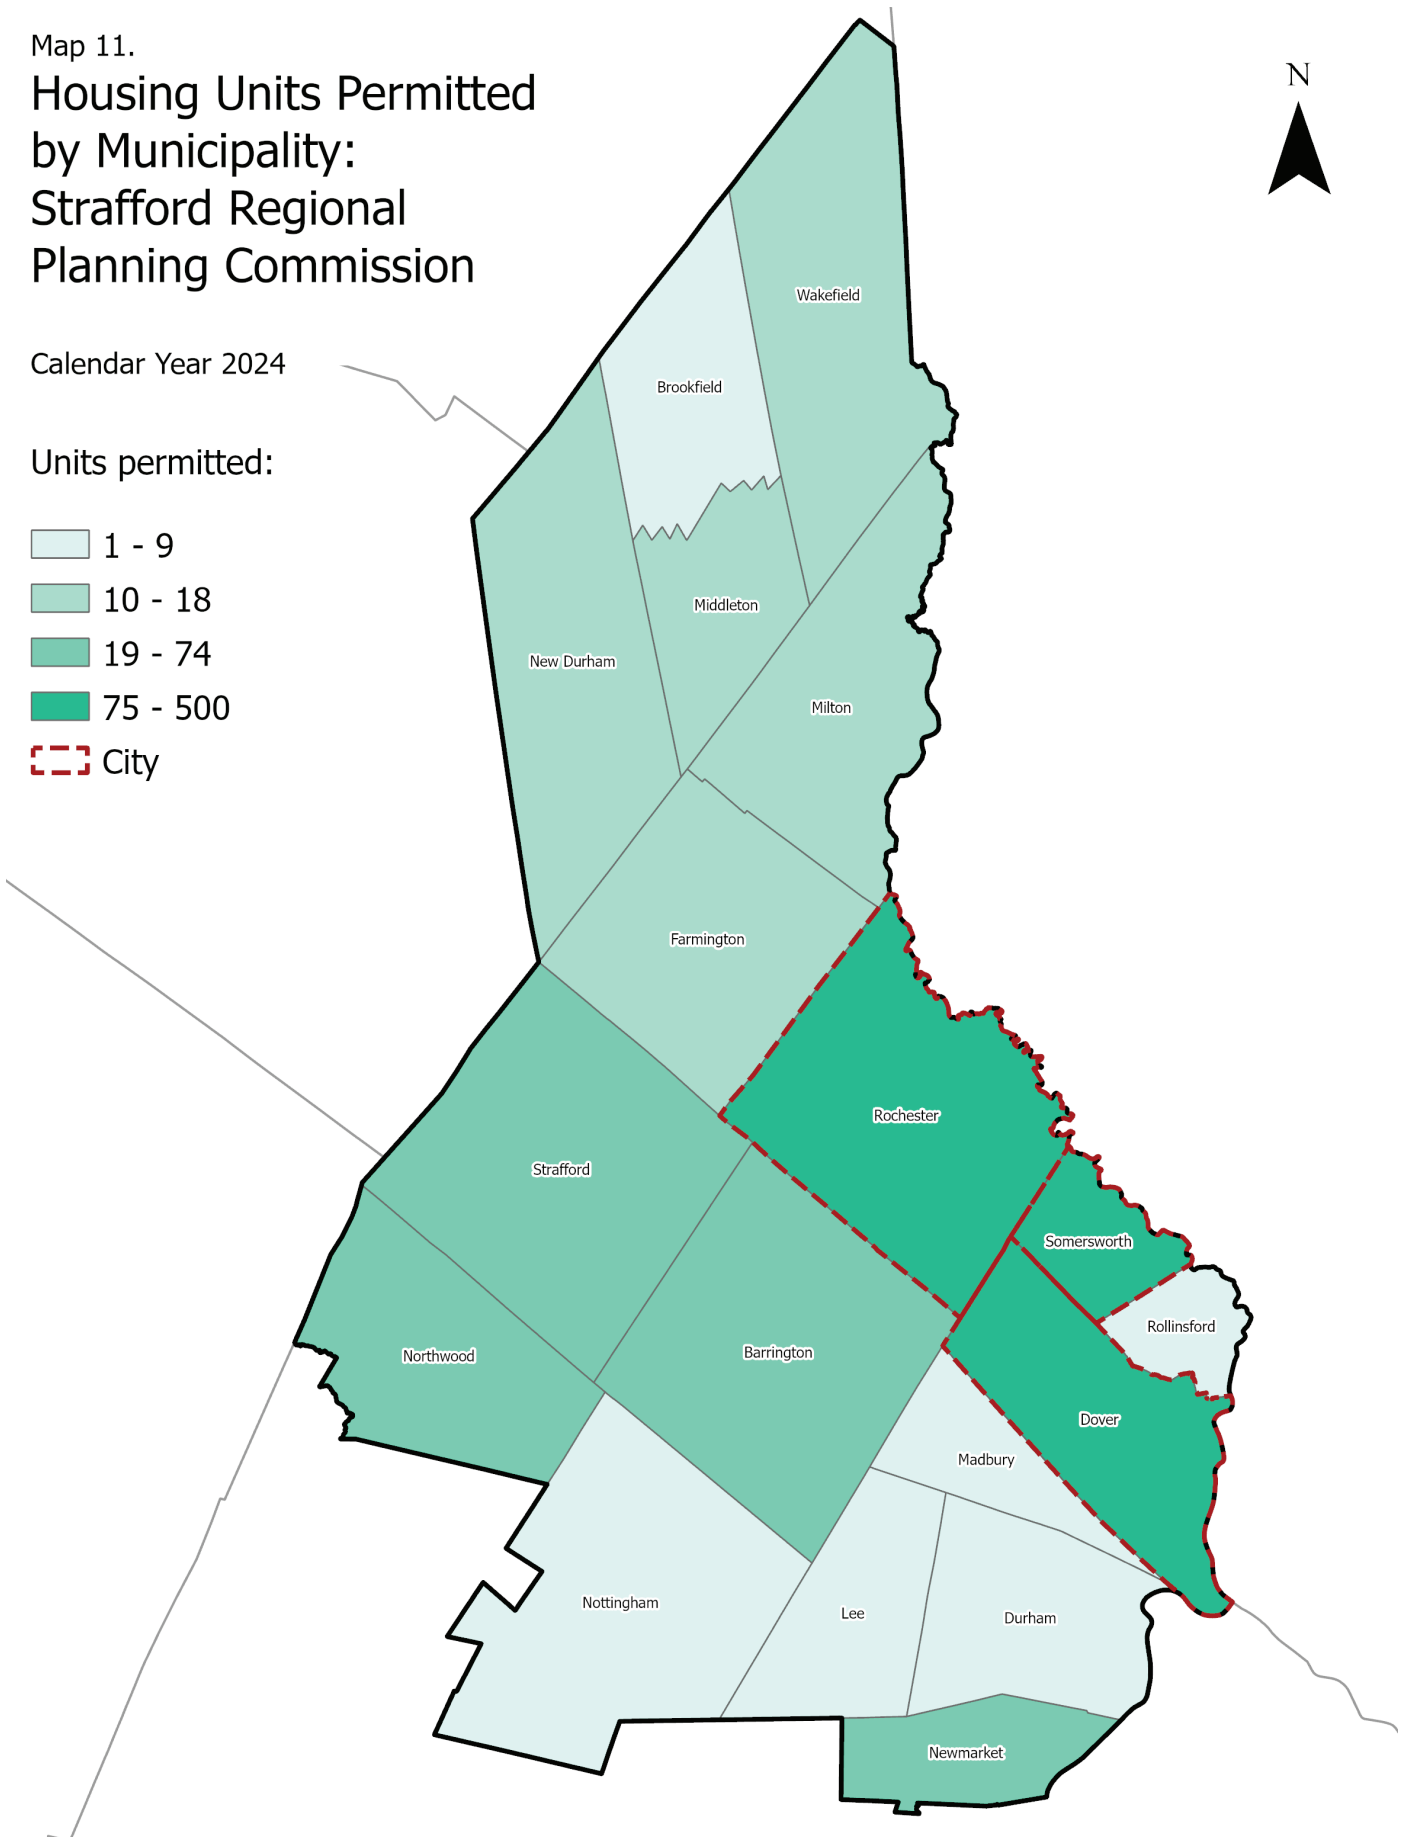 Map 11.
Housing Units Permitted
by Municipality:
Strafford Regional
Planning Commission
Calendar Year 2024
Units permitted:
1 - 9
10 - 18
19 - 74
75 - 500
City
N
Wakefield
Brookfield
Middleton
New Durham
Milton
Farmington
Rochester
Strafford
Somersworth
Rollinsford
Barrington
Northwood
Dover
Madbury
Nottingham
Lee
Durham
Newmarket